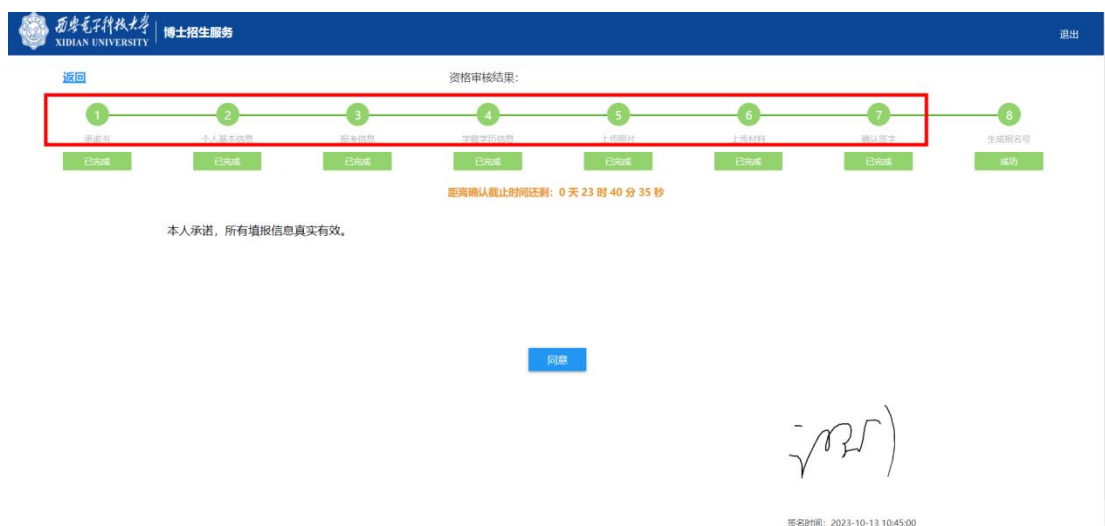 西安电子科技大学
XIDIAN UNIVERSITY
博士招生服务
退出
返回
资格审核结果：
1 2 3 4 5 6 7 8
承诺书 个人基本信息 报考信息 学籍学历信息 上传照片 上传材料 确认签字 生成报名号
已完成 已完成 已完成 已完成 已完成 已完成 已完成 成功
距离确认截止时间还剩：0 天 23 时 40 分 35 秒
本人承诺，所有填报信息真实有效。
同意
签名时间：2023-10-13 10:45:00